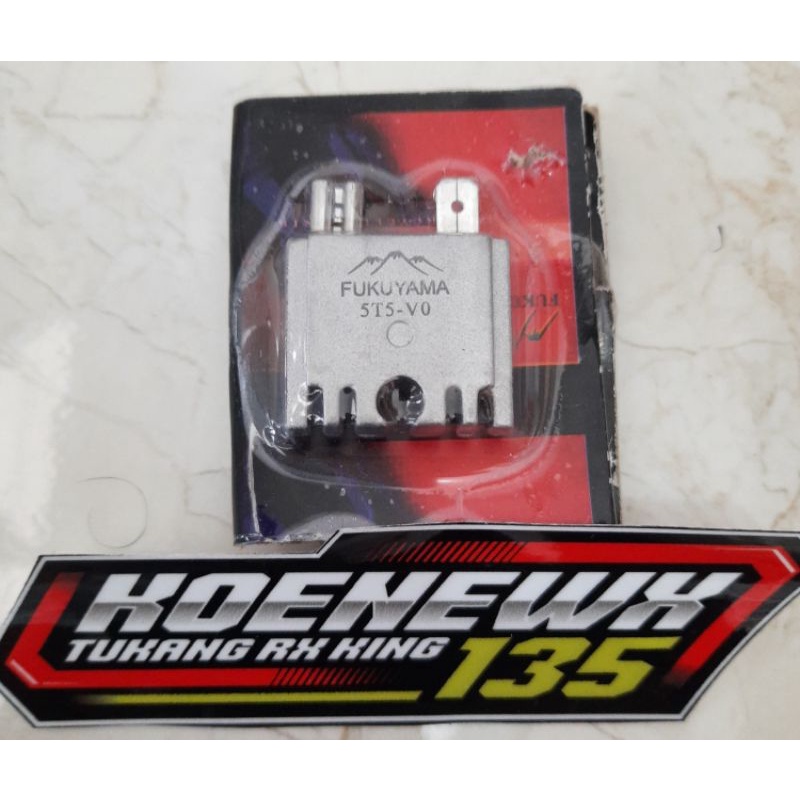 FUKUYAMA
5T5-V0
KOENEWX
TUKANG RX KING
135